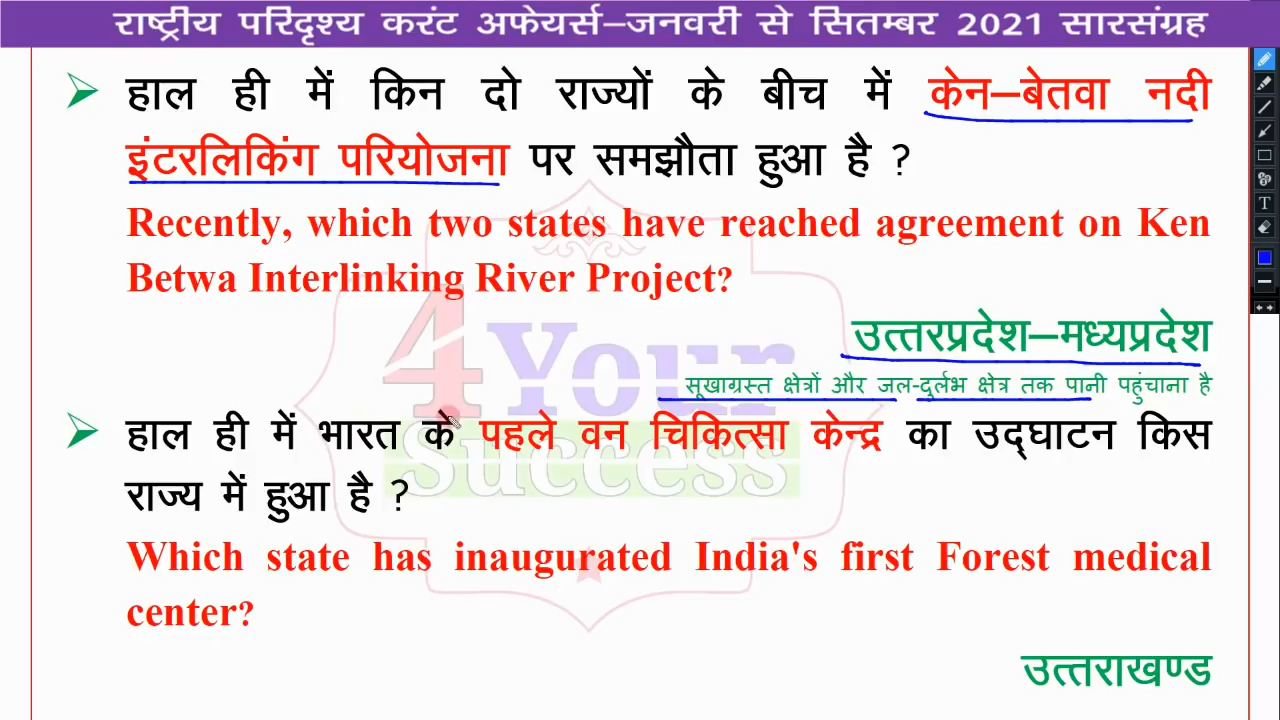 राष्ट्रीय परिदृश्य करंट अफेयर्स–जनवरी से सितम्बर 2021 सारसंग्रह
हाल ही में किन दो राज्यों के बीच में केन–बेतवा नदी
इंटरलिकिंग परियोजना पर समझौता हुआ है ?
Recently, which two states have reached agreement on Ken
Betwa Interlinking River Project?
उत्तरप्रदेश–मध्यप्रदेश
सूखाग्रस्त क्षेत्रों और जल-दुर्लभ क्षेत्र तक पानी पहुंचाना है
हाल ही में भारत के पहले वन चिकित्सा केन्द्र का उद्घाटन किस
राज्य में हुआ है ?
Which state has inaugurated India's first Forest medical
center?
उत्तराखण्ड
4 Your
Success